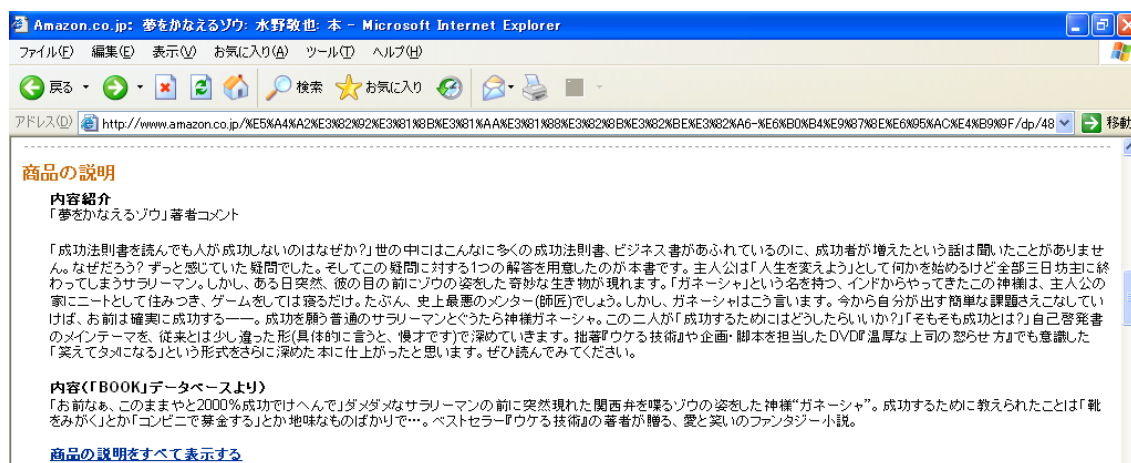 Amazon.co.jp: 夢をかなえるゾウ: 水野敬也: 本 - Microsoft Internet Explorer
ファイル(F) 編集(E) 表示(V) お気に入り(A) ツール(T) ヘルプ(H)
戻る 検索 お気に入り
アドレス(D) http://www.amazon.co.jp/%E5%A4%A2%E3%82%92%E3%81%8B%E3%81%AA%E3%81%88%E3%82%8B%E3%82%BE%E3%82%A6-%E6%B0%B4%E9%87%8E%E6%95%AC%E4%B9%9F/dp/48 移動
商品の説明
内容紹介
「夢をかなえるゾウ」著者コメント
「成功法則書を読んでも人が成功しないのはなぜか?」世の中にはこんなに多くの成功法則書、ビジネス書があふれているのに、成功者が増えたという話は聞いたことがありませ
ん。なぜだろう? ずっと感じていた疑問でした。そしてこの疑問に対する1つの解答を用意したのが本書です。主人公は「人生を変えよう」として何かを始めるけど全部三日坊主に終
わってしまうサラリーマン。しかし、ある日突然、彼の目の前にゾウの姿をした奇妙な生き物が現れます。「ガネーシャ」という名を持つ、インドからやってきたこの神様は、主人公の
家にニートとして住みつき、ゲームをしては寝るだけ。たぶん、史上最悪のメンター(師匠)でしょう。しかし、ガネーシャはこう言います。今から自分が出す簡単な課題さえこなしてい
けば、お前は確実に成功する――。成功を願う普通のサラリーマンとぐうたら神様ガネーシャ。この二人が「成功するためにはどうしたらいいか?」「そもそも成功とは?」自己啓発書
のメインテーマを、従来とは少し違った形(具体的に言うと、慢才です)で深めていきます。拙著『ウケる技術』や企画・脚本を担当したDVD『温厚な上司の怒らせ方』でも意識した
「笑えてタメになる」という形式をさらに深めた本に仕上がったと思います。ぜひ読んでみてください。
内容(「BOOK」データベースより)
「お前なぁ、このままやと2000%成功でけへんで」ダメダメなサラリーマンの前に突然現れた関西弁を喋るゾウの姿をした神様“ガネーシャ”。成功するために教えられたことは「靴
をみがく」とか「コンビニで募金する」とか地味なものばかりで…。ベストセラー『ウケる技術』の著者が贈る、愛と笑いのファンタジー小説。
商品の説明をすべて表示する